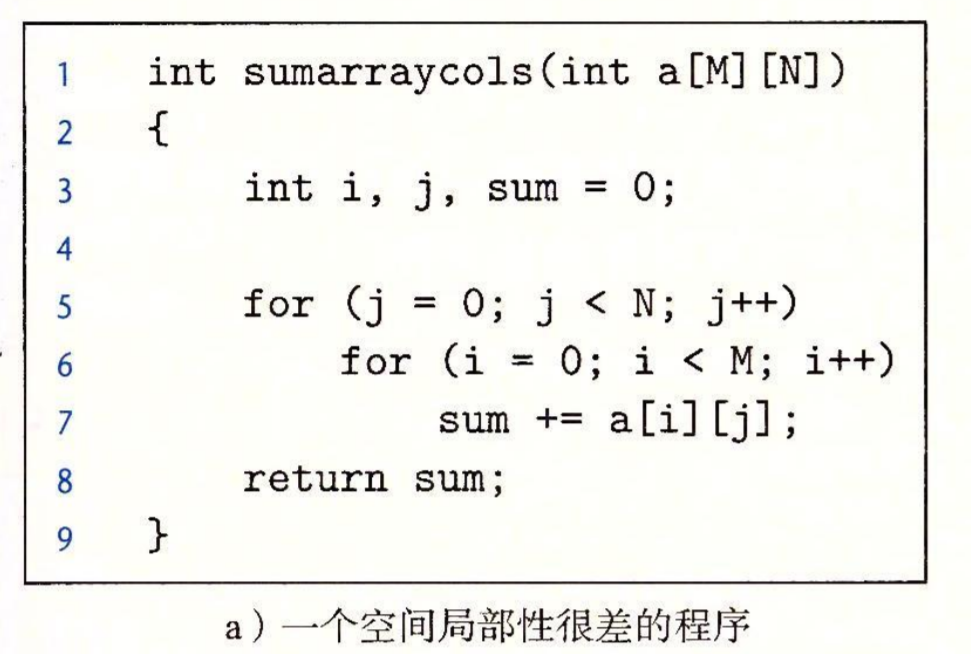 1 int sumarraycols(int a[M][N])
2 {
3 int i, j, sum = 0;
4
5 for (j = 0; j < N; j++)
6 for (i = 0; i < M; i++)
7 sum += a[i][j];
8 return sum;
9 }
a）一个空间局部性很差的程序